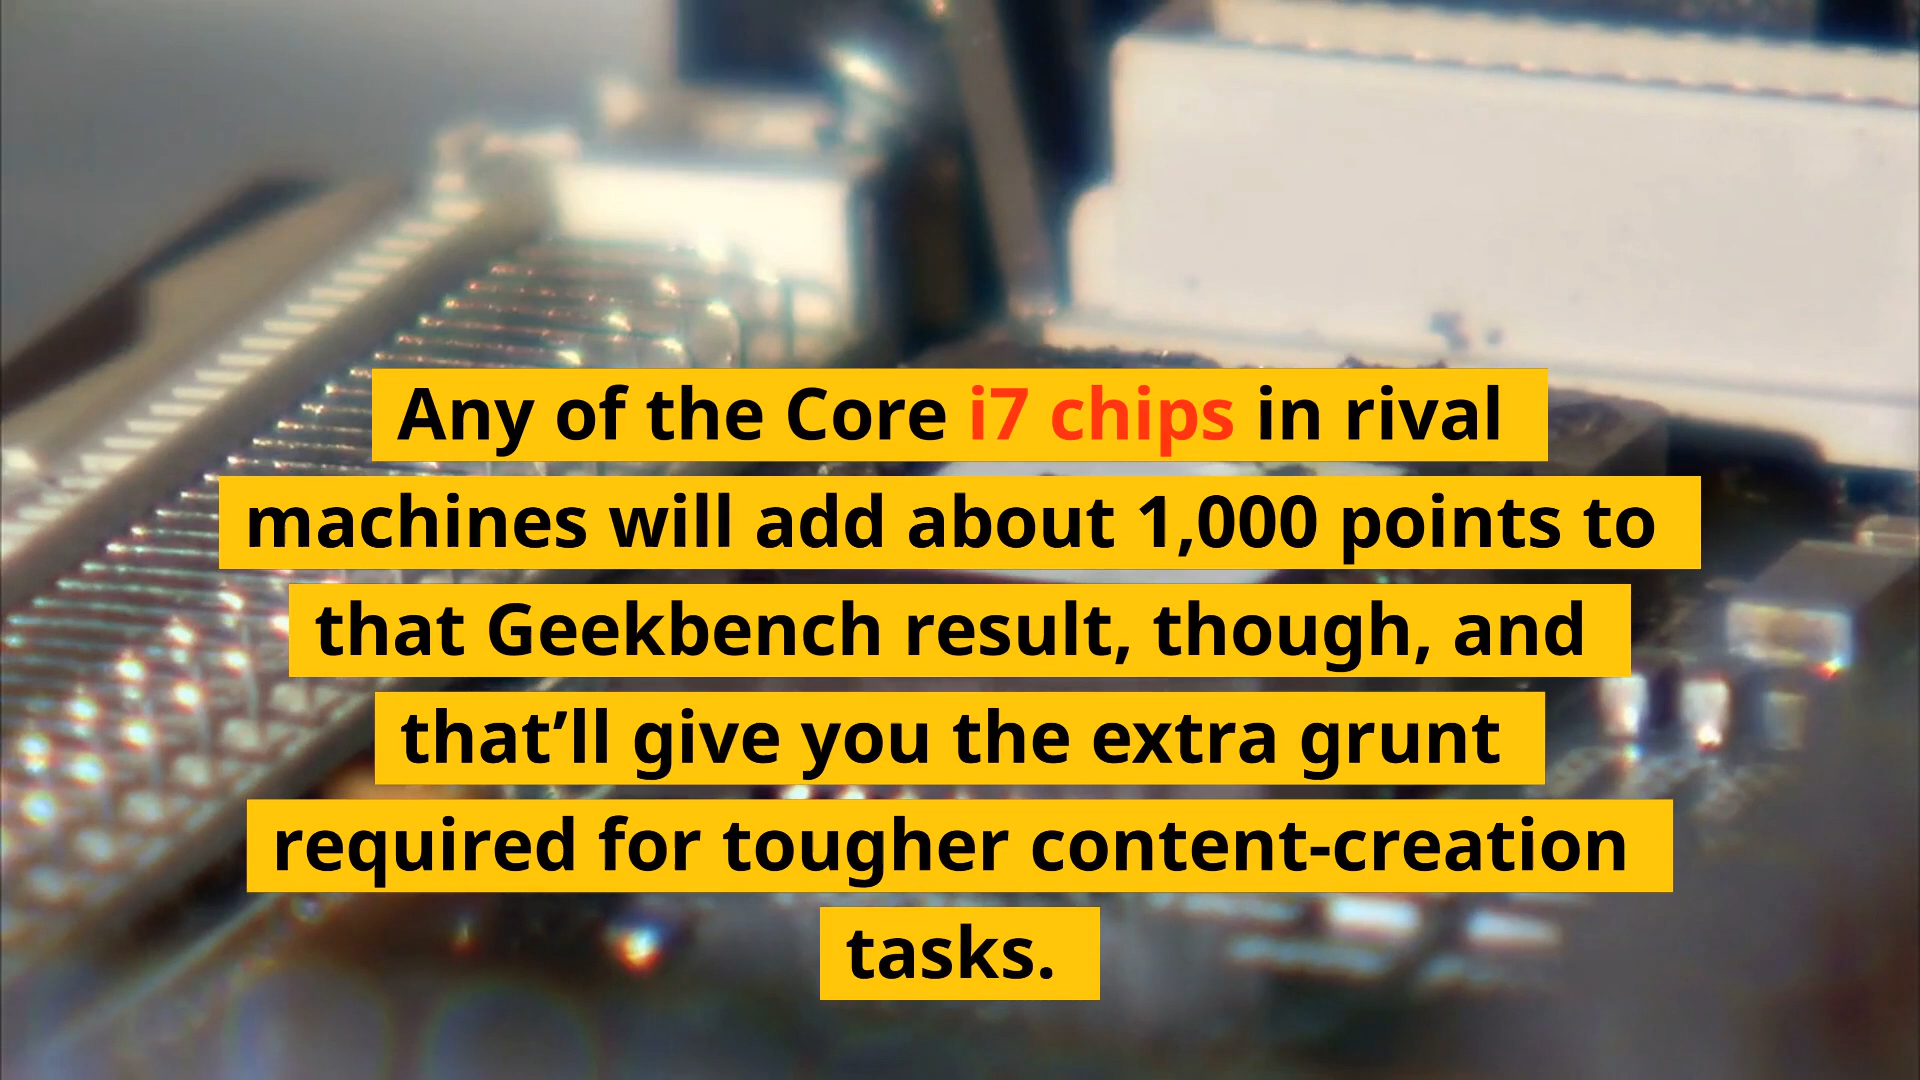 Any of the Core i7 chips in rival
machines will add about 1,000 points to
that Geekbench result, though, and
that’ll give you the extra grunt
required for tougher content-creation
tasks.